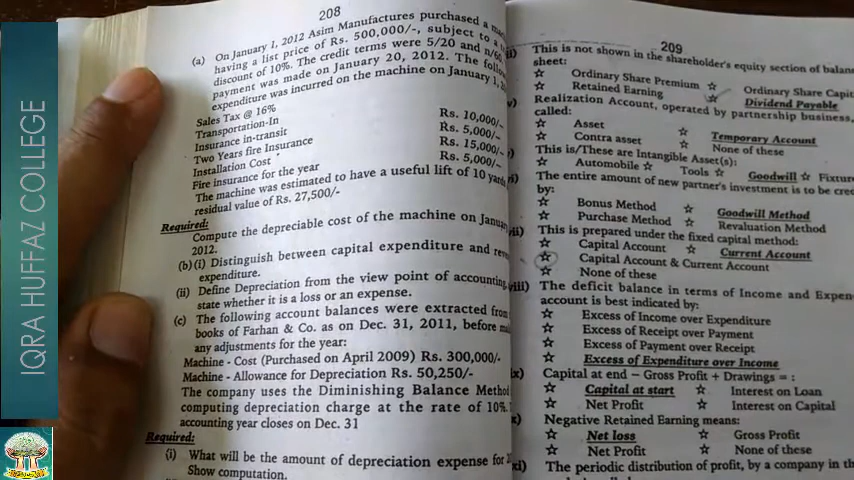 IQRA HUFFAZ COLLEGE
208
(a) On January 1, 2012 Asim Manufactures purchased a
having a list price of Rs. 500,000/-, subject to a
discount of 10%. The credit terms were 5/20 and n/60
payment was made on January 20, 2012. The
expenditure was incurred on the machine on January 1,
Sales Tax @ 16%
Transportation-In Rs. 10,000/-
Insurance in-transit Rs. 5,000/-
Two Years fire Insurance Rs. 15,000/-
Installation Cost Rs. 5,000/-
Fire insurance for the year
The machine was estimated to have a useful lift of 10 yards
residual value of Rs. 27,500/-
Required:
Compute the depreciable cost of the machine on
2012.
(b)(i) Distinguish between capital expenditure and
expenditure.
(ii) Define Depreciation from the view point of accounting,
state whether it is a loss or an expense.
(c) The following account balances were extracted from
books of Farhan & Co. as on Dec. 31, 2011, before
any adjustments for the year:
Machine - Cost (Purchased on April 2009) Rs. 300,000/-
Machine - Allowance for Depreciation Rs. 50,250/-
The company uses the Diminishing Balance Method
computing depreciation charge at the rate of 10%.
accounting year closes on Dec. 31
Required:
(i) What will be the amount of depreciation expense for
Show computation.
209
This is not shown in the shareholder's equity section of
sheet:
☆ Ordinary Share Premium ☆ Ordinary Share
☆ Retained Earning ☆ Dividend Payable
Realization Account, operated by partnership business,
called:
☆ Asset ☆ Temporary Account
☆ Contra asset ☆ None of these
This is/These are Intangible Asset(s):
☆ Automobile ☆ Tools ☆ Goodwill ☆
The entire amount of new partner's investment is to be
by:
☆ Bonus Method ☆ Goodwill Method
☆ Purchase Method ☆ Revaluation Method
This is prepared under the fixed capital method:
☆ Capital Account ☆ Current Account
☆ Capital Account & Current Account
☆ None of these
The deficit balance in terms of Income and
account is best indicated by:
☆ Excess of Income over Expenditure
☆ Excess of Receipt over Payment
☆ Excess of Payment over Receipt
☆ Excess of Expenditure over Income
Capital at end − Gross Profit + Drawings = :
☆ Capital at start ☆ Interest on Loan
☆ Net Profit ☆ Interest on Capital
Negative Retained Earning means:
☆ Net loss ☆ Gross Profit
☆ Net Profit ☆ None of these
The periodic distribution of profit, by a company in